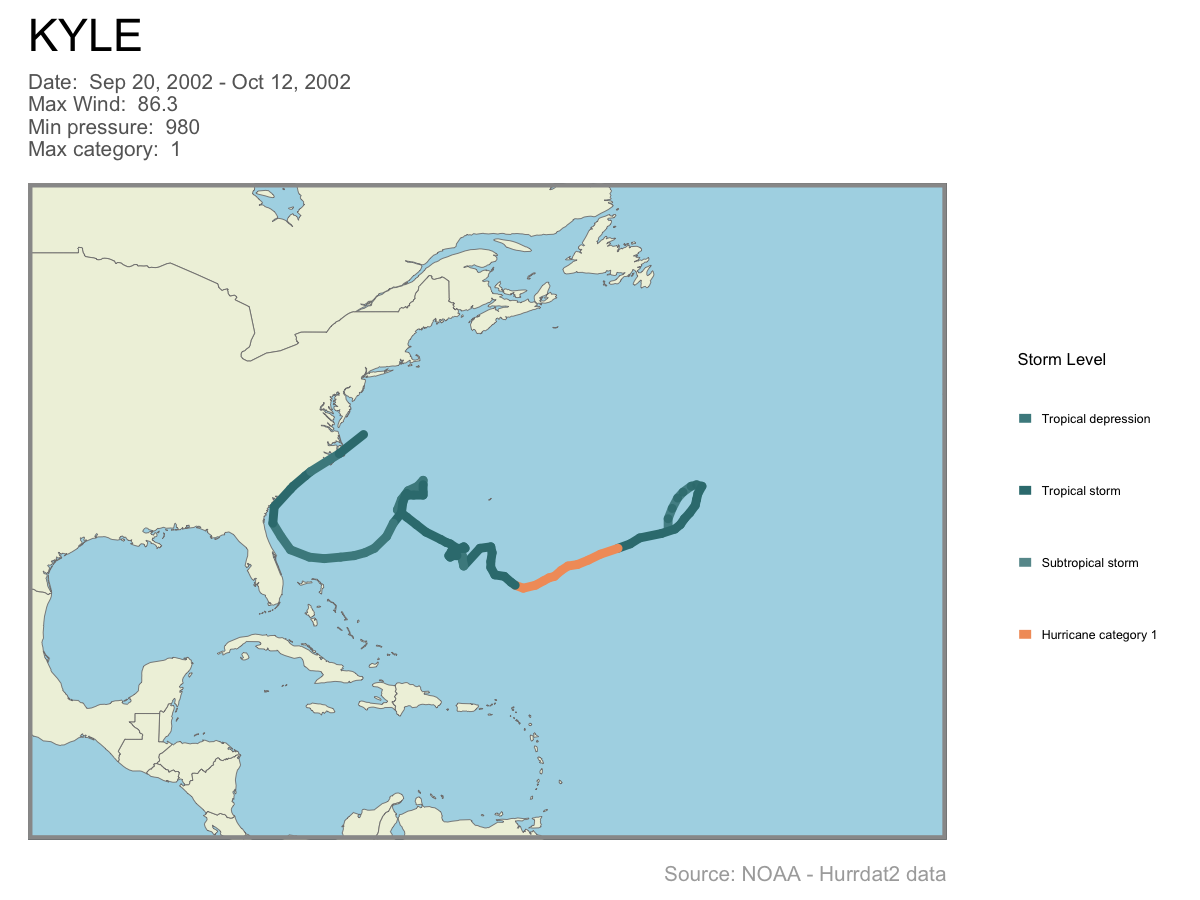 KYLE
Date:  Sep 20, 2002 - Oct 12, 2002
Max Wind:  86.3
Min pressure:  980
Max category:  1
Storm Level
Tropical depression
Tropical storm
Subtropical storm
Hurricane category 1
Source: NOAA - Hurrdat2 data